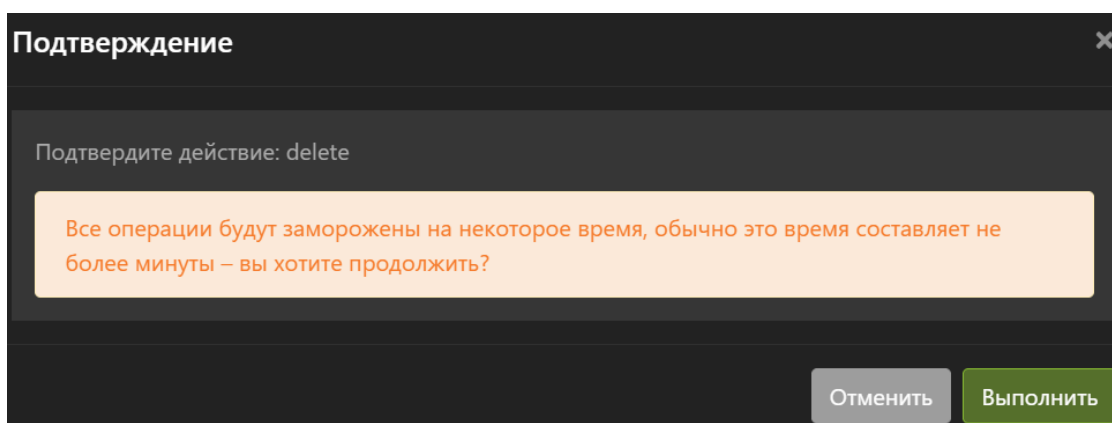 Подтверждение
Подтвердите действие: delete
Все операции будут заморожены на некоторое время, обычно это время составляет не
более минуты – вы хотите продолжить?
Отменить
Выполнить